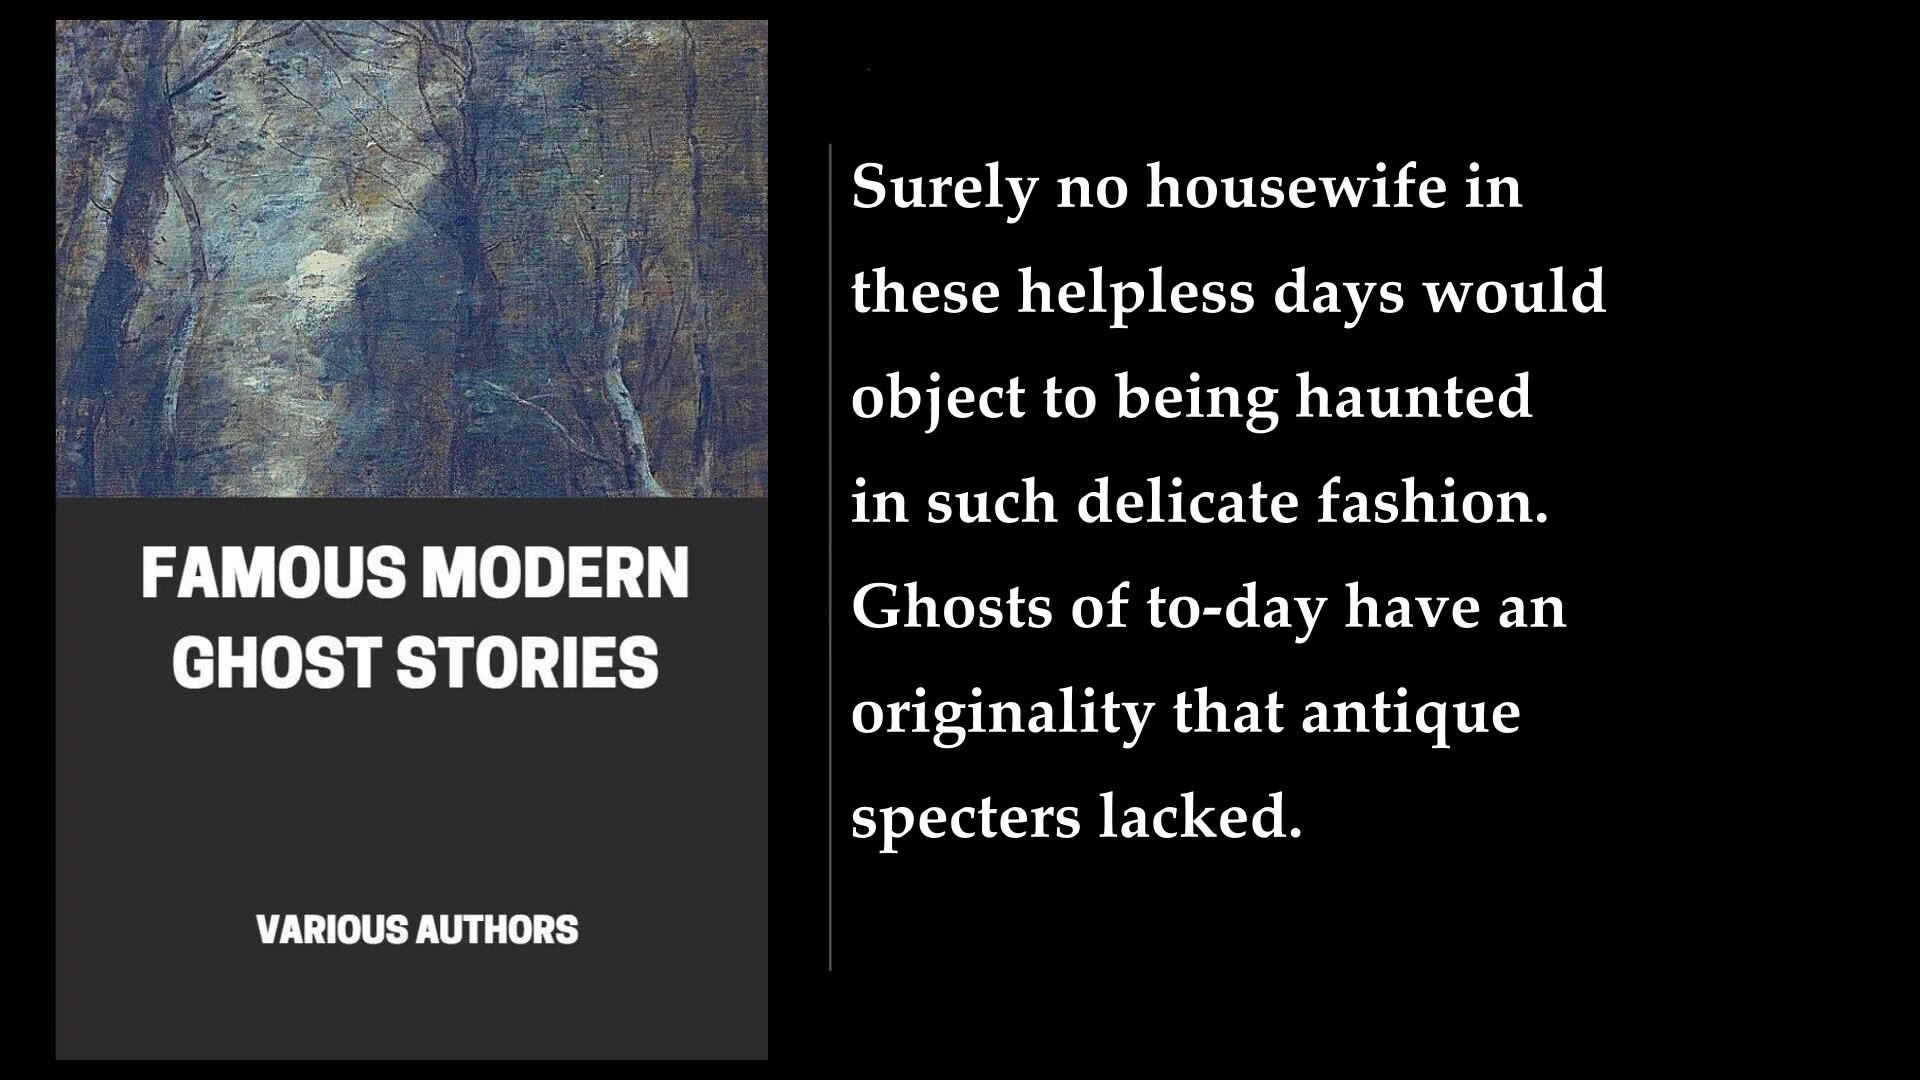 FAMOUS MODERN
GHOST STORIES
VARIOUS AUTHORS
Surely no housewife in
these helpless days would
object to being haunted
in such delicate fashion.
Ghosts of to-day have an
originality that antique
specters lacked.